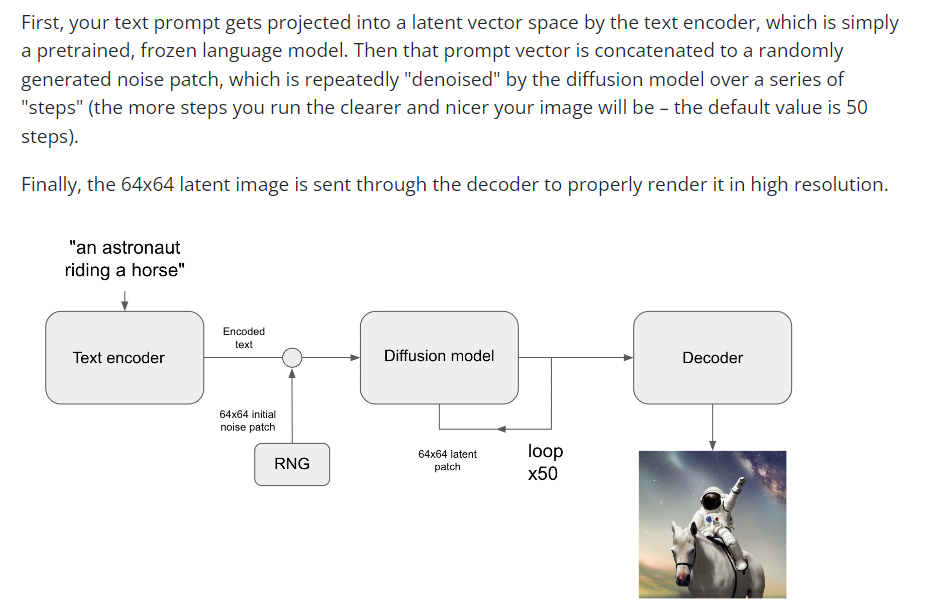 First, your text prompt gets projected into a latent vector space by the text encoder, which is simply
a pretrained, frozen language model. Then that prompt vector is concatenated to a randomly
generated noise patch, which is repeatedly "denoised" by the diffusion model over a series of
"steps" (the more steps you run the clearer and nicer your image will be – the default value is 50
steps).
Finally, the 64x64 latent image is sent through the decoder to properly render it in high resolution.
"an astronaut
riding a horse"
Text encoder
Encoded
text
64x64 initial
noise patch
RNG
Diffusion model
64x64 latent
patch
loop
x50
Decoder